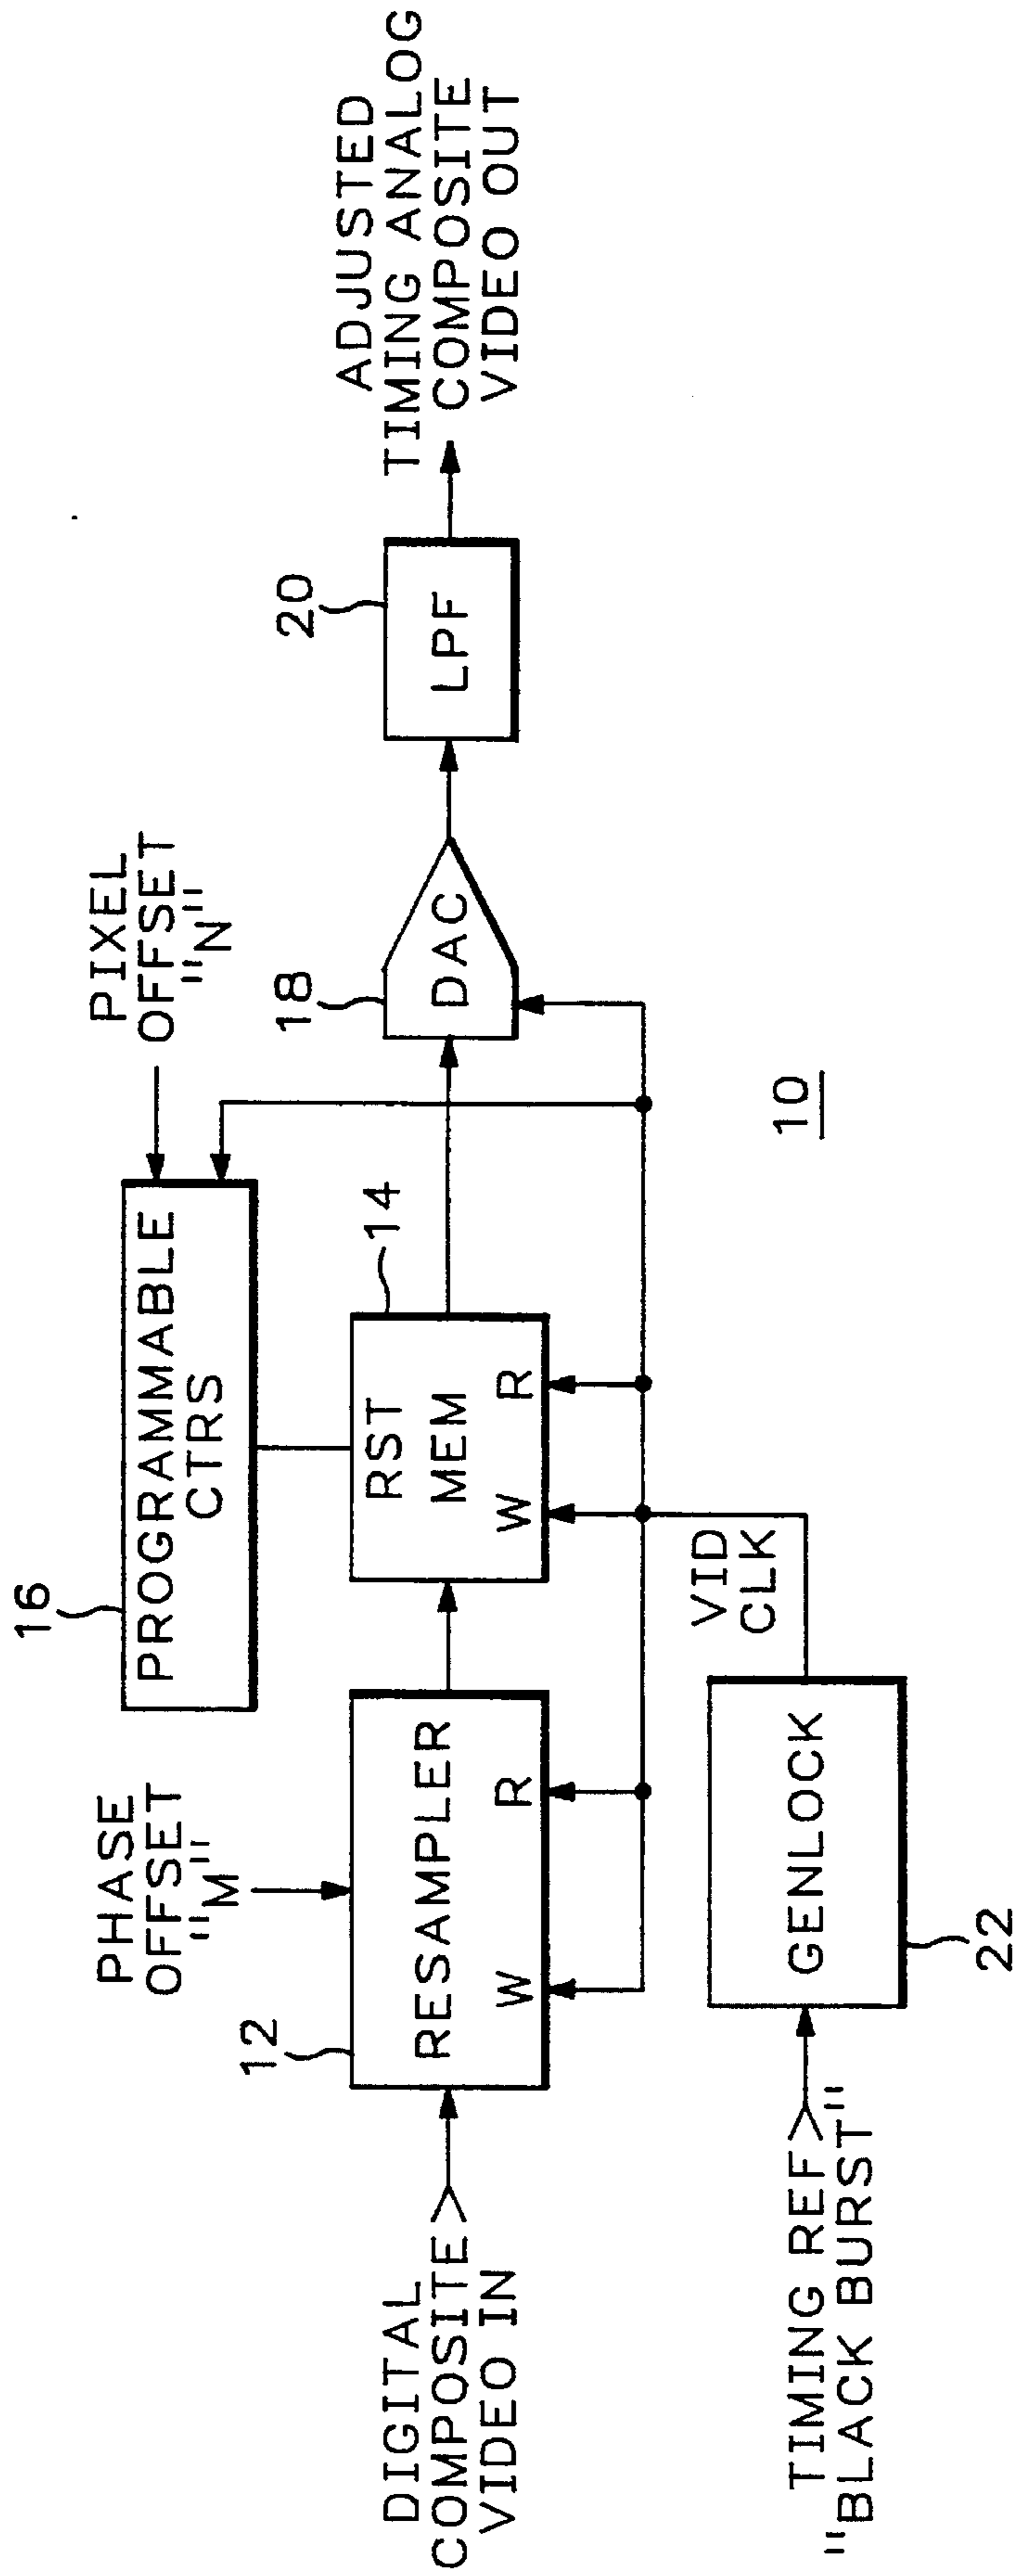 PIXEL
OFFSET
"N"
16
PROGRAMMABLE
CTRS
PHASE
OFFSET
"M"
12
RESAMPLER
W
R
14
RST
MEM
W
R
18
DAC
20
LPF
ADJUSTED
TIMING ANALOG
COMPOSITE
VIDEO OUT
DIGITAL
COMPOSITE
VIDEO IN
VID
CLK
10
TIMING REF
"BLACK BURST"
GENLOCK
22